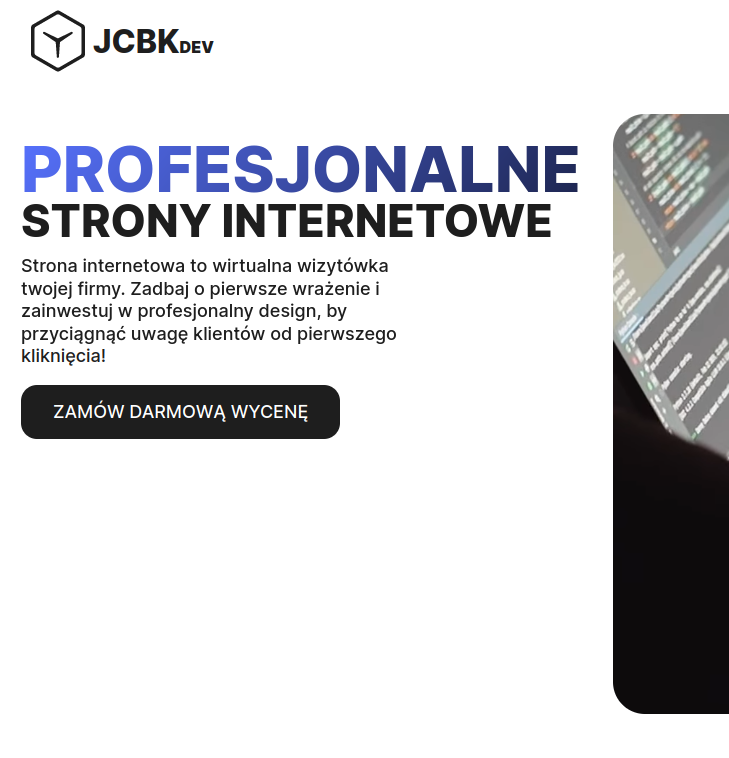 JCBKDEV
PROFESJONALNE
STRONY INTERNETOWE
Strona internetowa to wirtualna wizytówka
twojej firmy. Zadbaj o pierwsze wrażenie i
zainwestuj w profesjonalny design, by
przyciągnąć uwagę klientów od pierwszego
kliknięcia!
ZAMÓW DARMOWĄ WYCENĘ